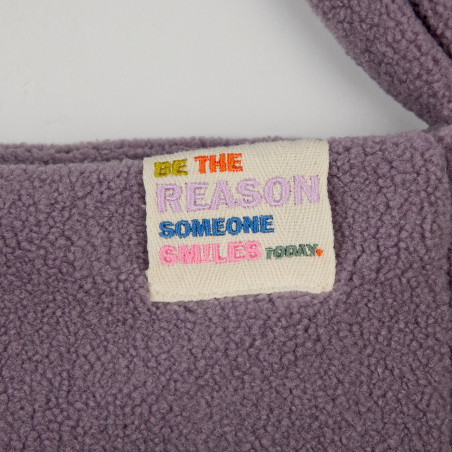 BE THE
REASON
SOMEONE
SMILES TODAY.